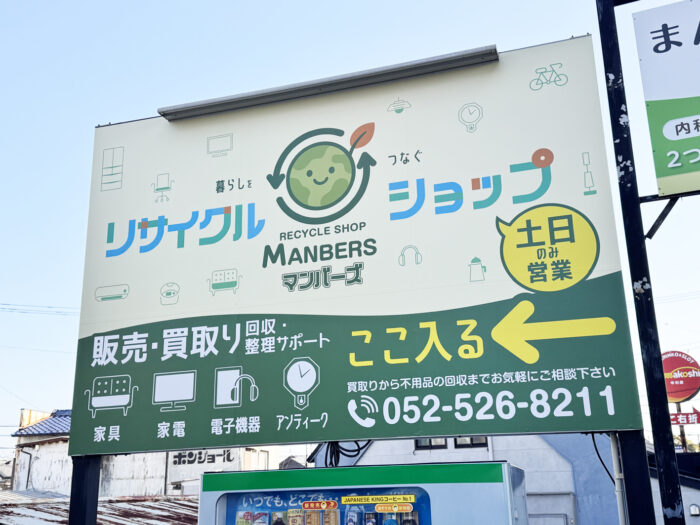 暮らしを つなぐ
リサイクル ショップ
RECYCLE SHOP
MANBERS
マンバーズ
土日
のみ
営業
販売・買取り 回収・
整理サポート
ここ入る
買取りから不用品の回収までお気軽にご相談下さい
052-526-8211
家具 家電 電子機器 アンティーク
ボンジョール
いつでも、どこでも
JAPANESE KINGコーヒー No.1
まん
内科
2つ
akoshi
右折